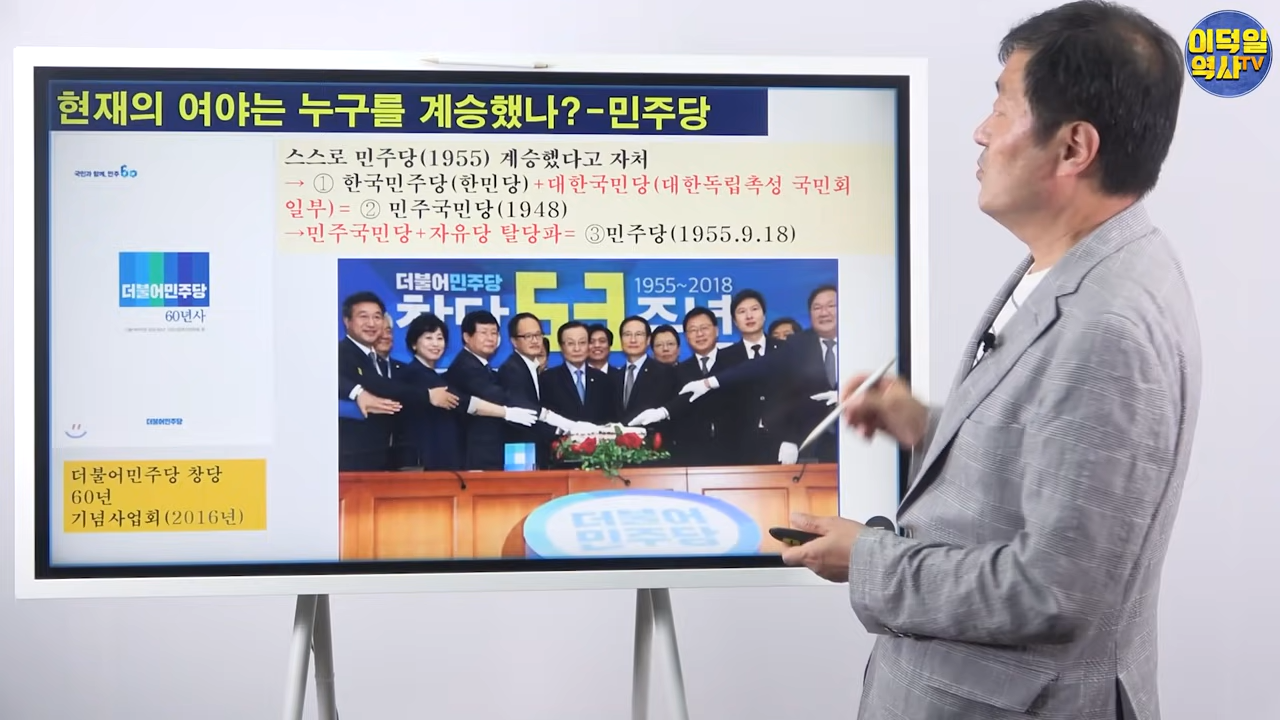 이덕일
역사TV
현재의 여야는 누구를 계승했나?-민주당
스스로 민주당(1955) 계승했다고 자처
→ ① 한국민주당(한민당)+대한국민당(대한독립촉성 국민회
일부)= ② 민주국민당(1948)
→민주국민당+자유당 탈당파= ③민주당(1955.9.18)
국민과 함께, 민주 60
더불어민주당
60년사
더불어민주당
더불어민주당 창당
60년
기념사업회(2016년)
더불어민주당
1955~2018
창당 63주년
더불어
민주당